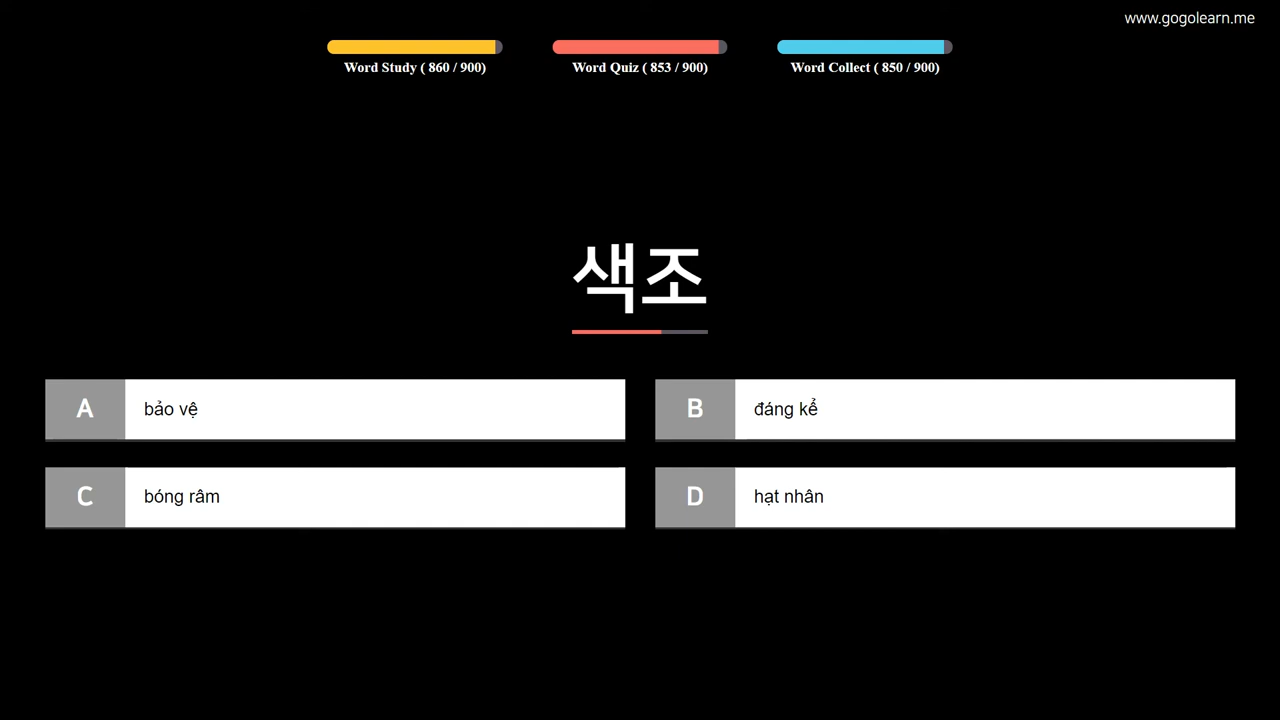 www.gogolearn.me
Word Study ( 860 / 900)
Word Quiz ( 853 / 900)
Word Collect ( 850 / 900)
색조
A bảo vệ
B đáng kể
C bóng râm
D hạt nhân